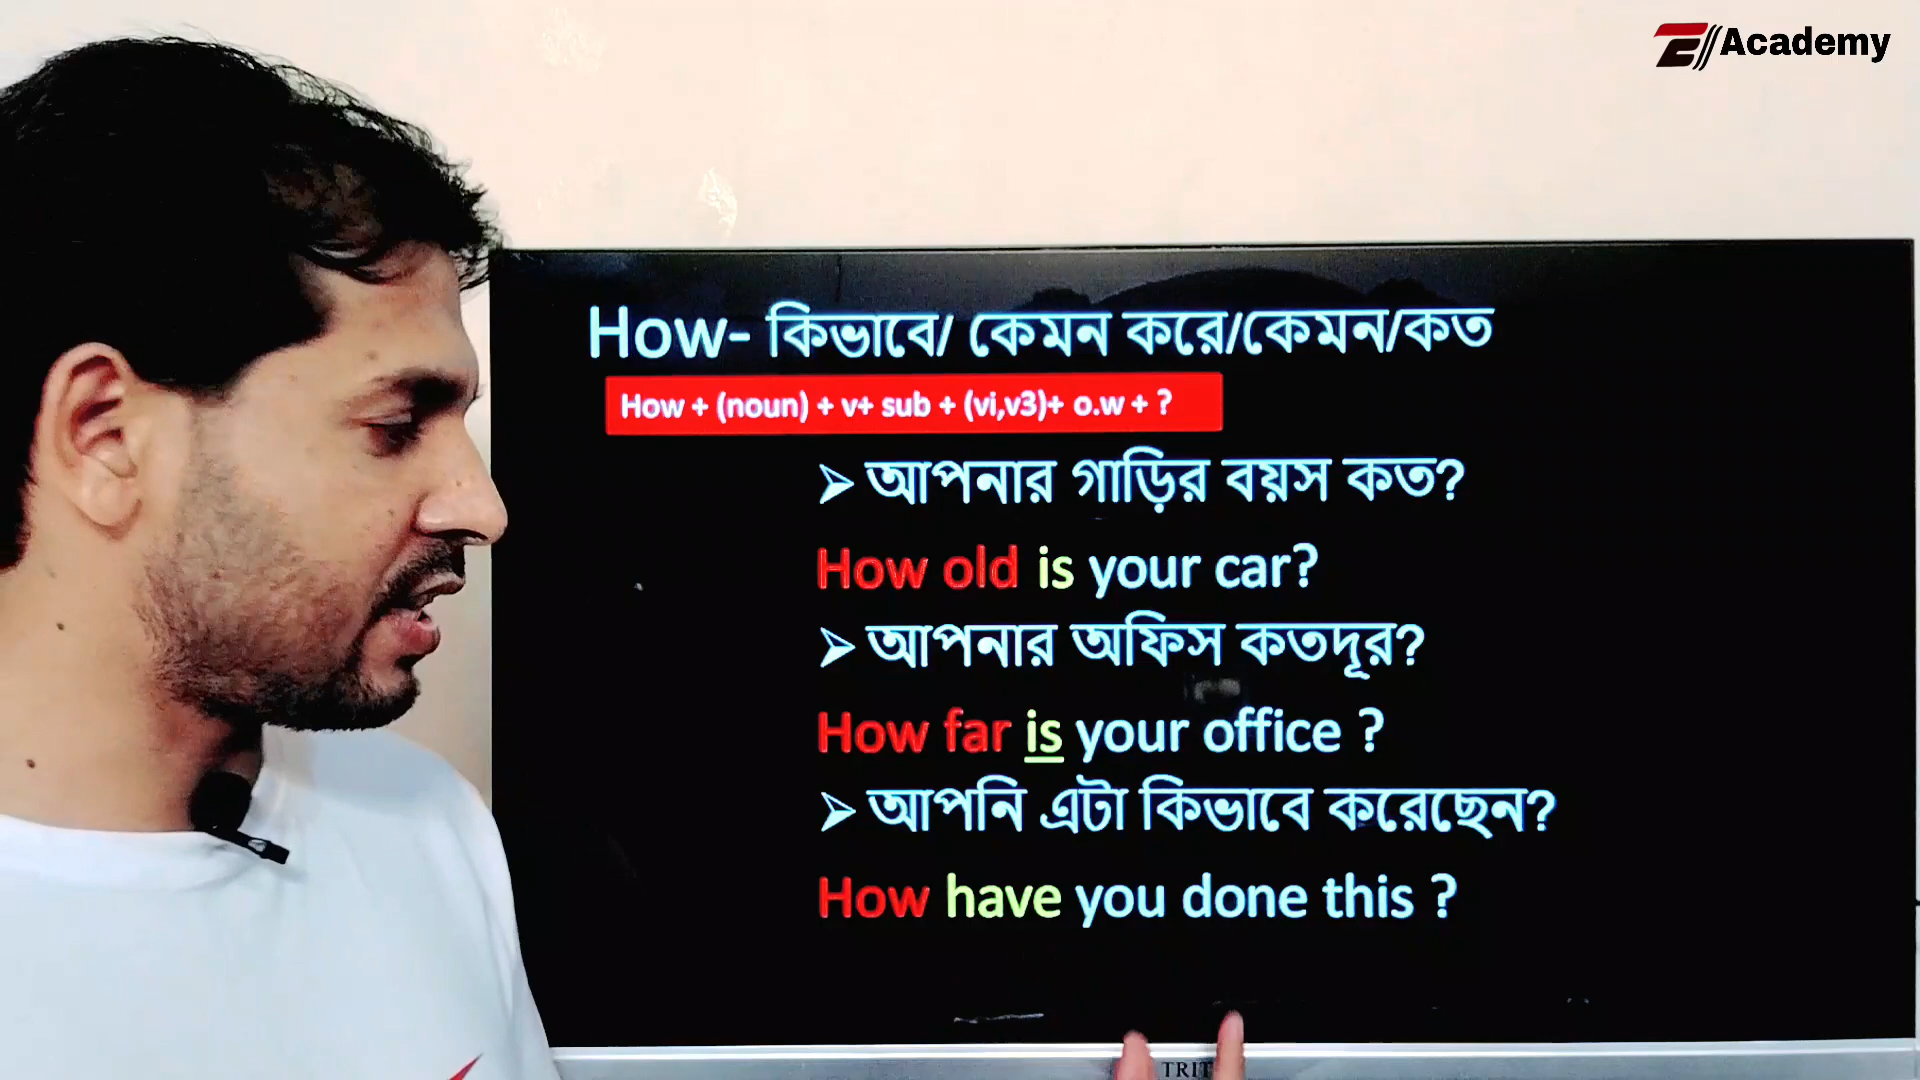 Academy
How- কিভাবে/ কেমন করে/কেমন/কত
How + (noun) + v+ sub + (vi,v3)+ o.w + ?
➢ আপনার গাড়ির বয়স কত?
How old is your car?
➢ আপনার অফিস কতদূর?
How far is your office ?
➢ আপনি এটা কিভাবে করেছেন?
How have you done this ?